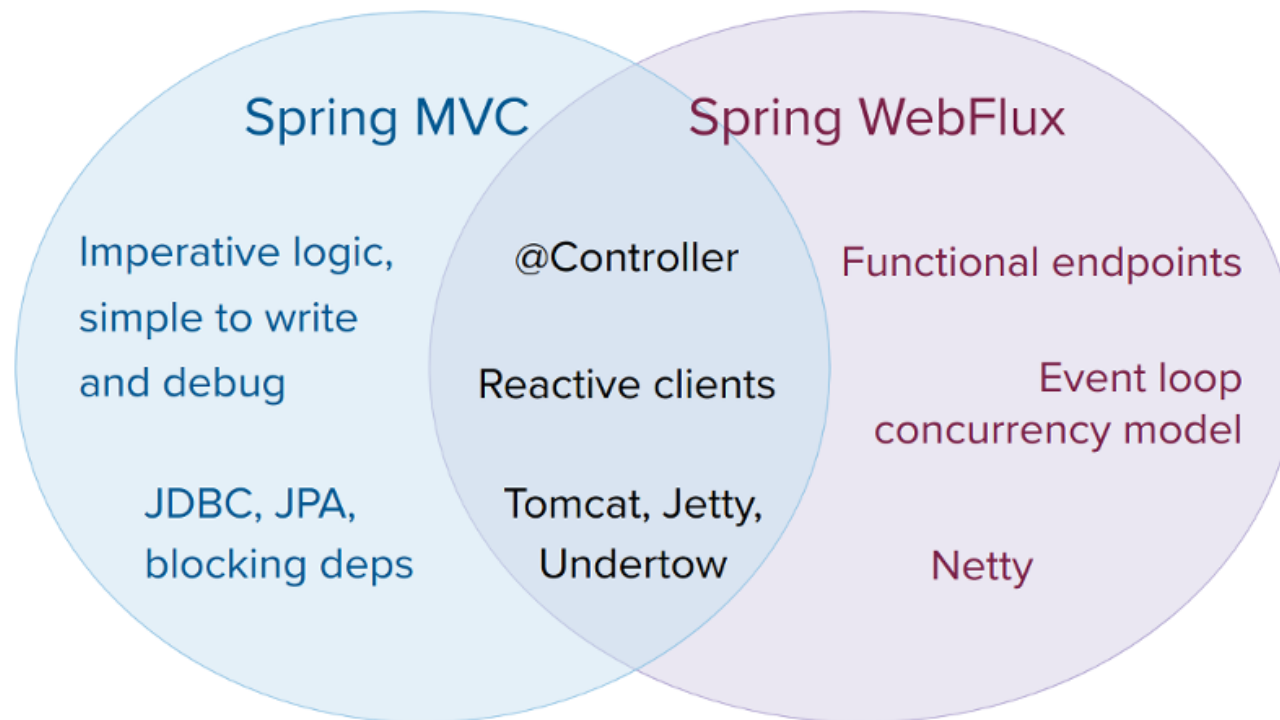 Spring MVC
Imperative logic,
simple to write
and debug
JDBC, JPA,
blocking deps
@Controller
Reactive clients
Tomcat, Jetty,
Undertow
Spring WebFlux
Functional endpoints
Event loop
concurrency model
Netty